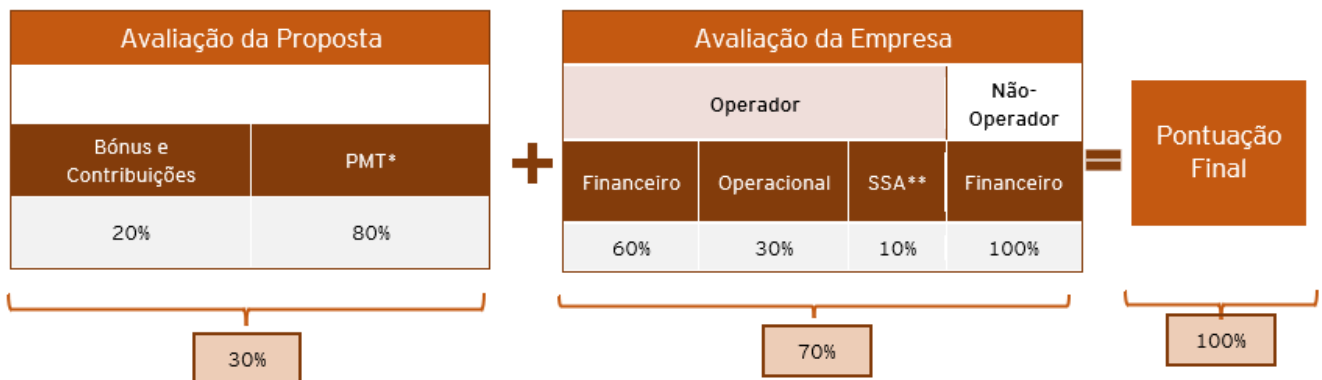 Avaliação da Proposta
Bónus e
Contribuições
PMT*
20%
80%
30%
+
Avaliação da Empresa
Operador
Não-
Operador
Financeiro
Operacional
SSA**
Financeiro
60%
30%
10%
100%
70%
=
Pontuação
Final
100%